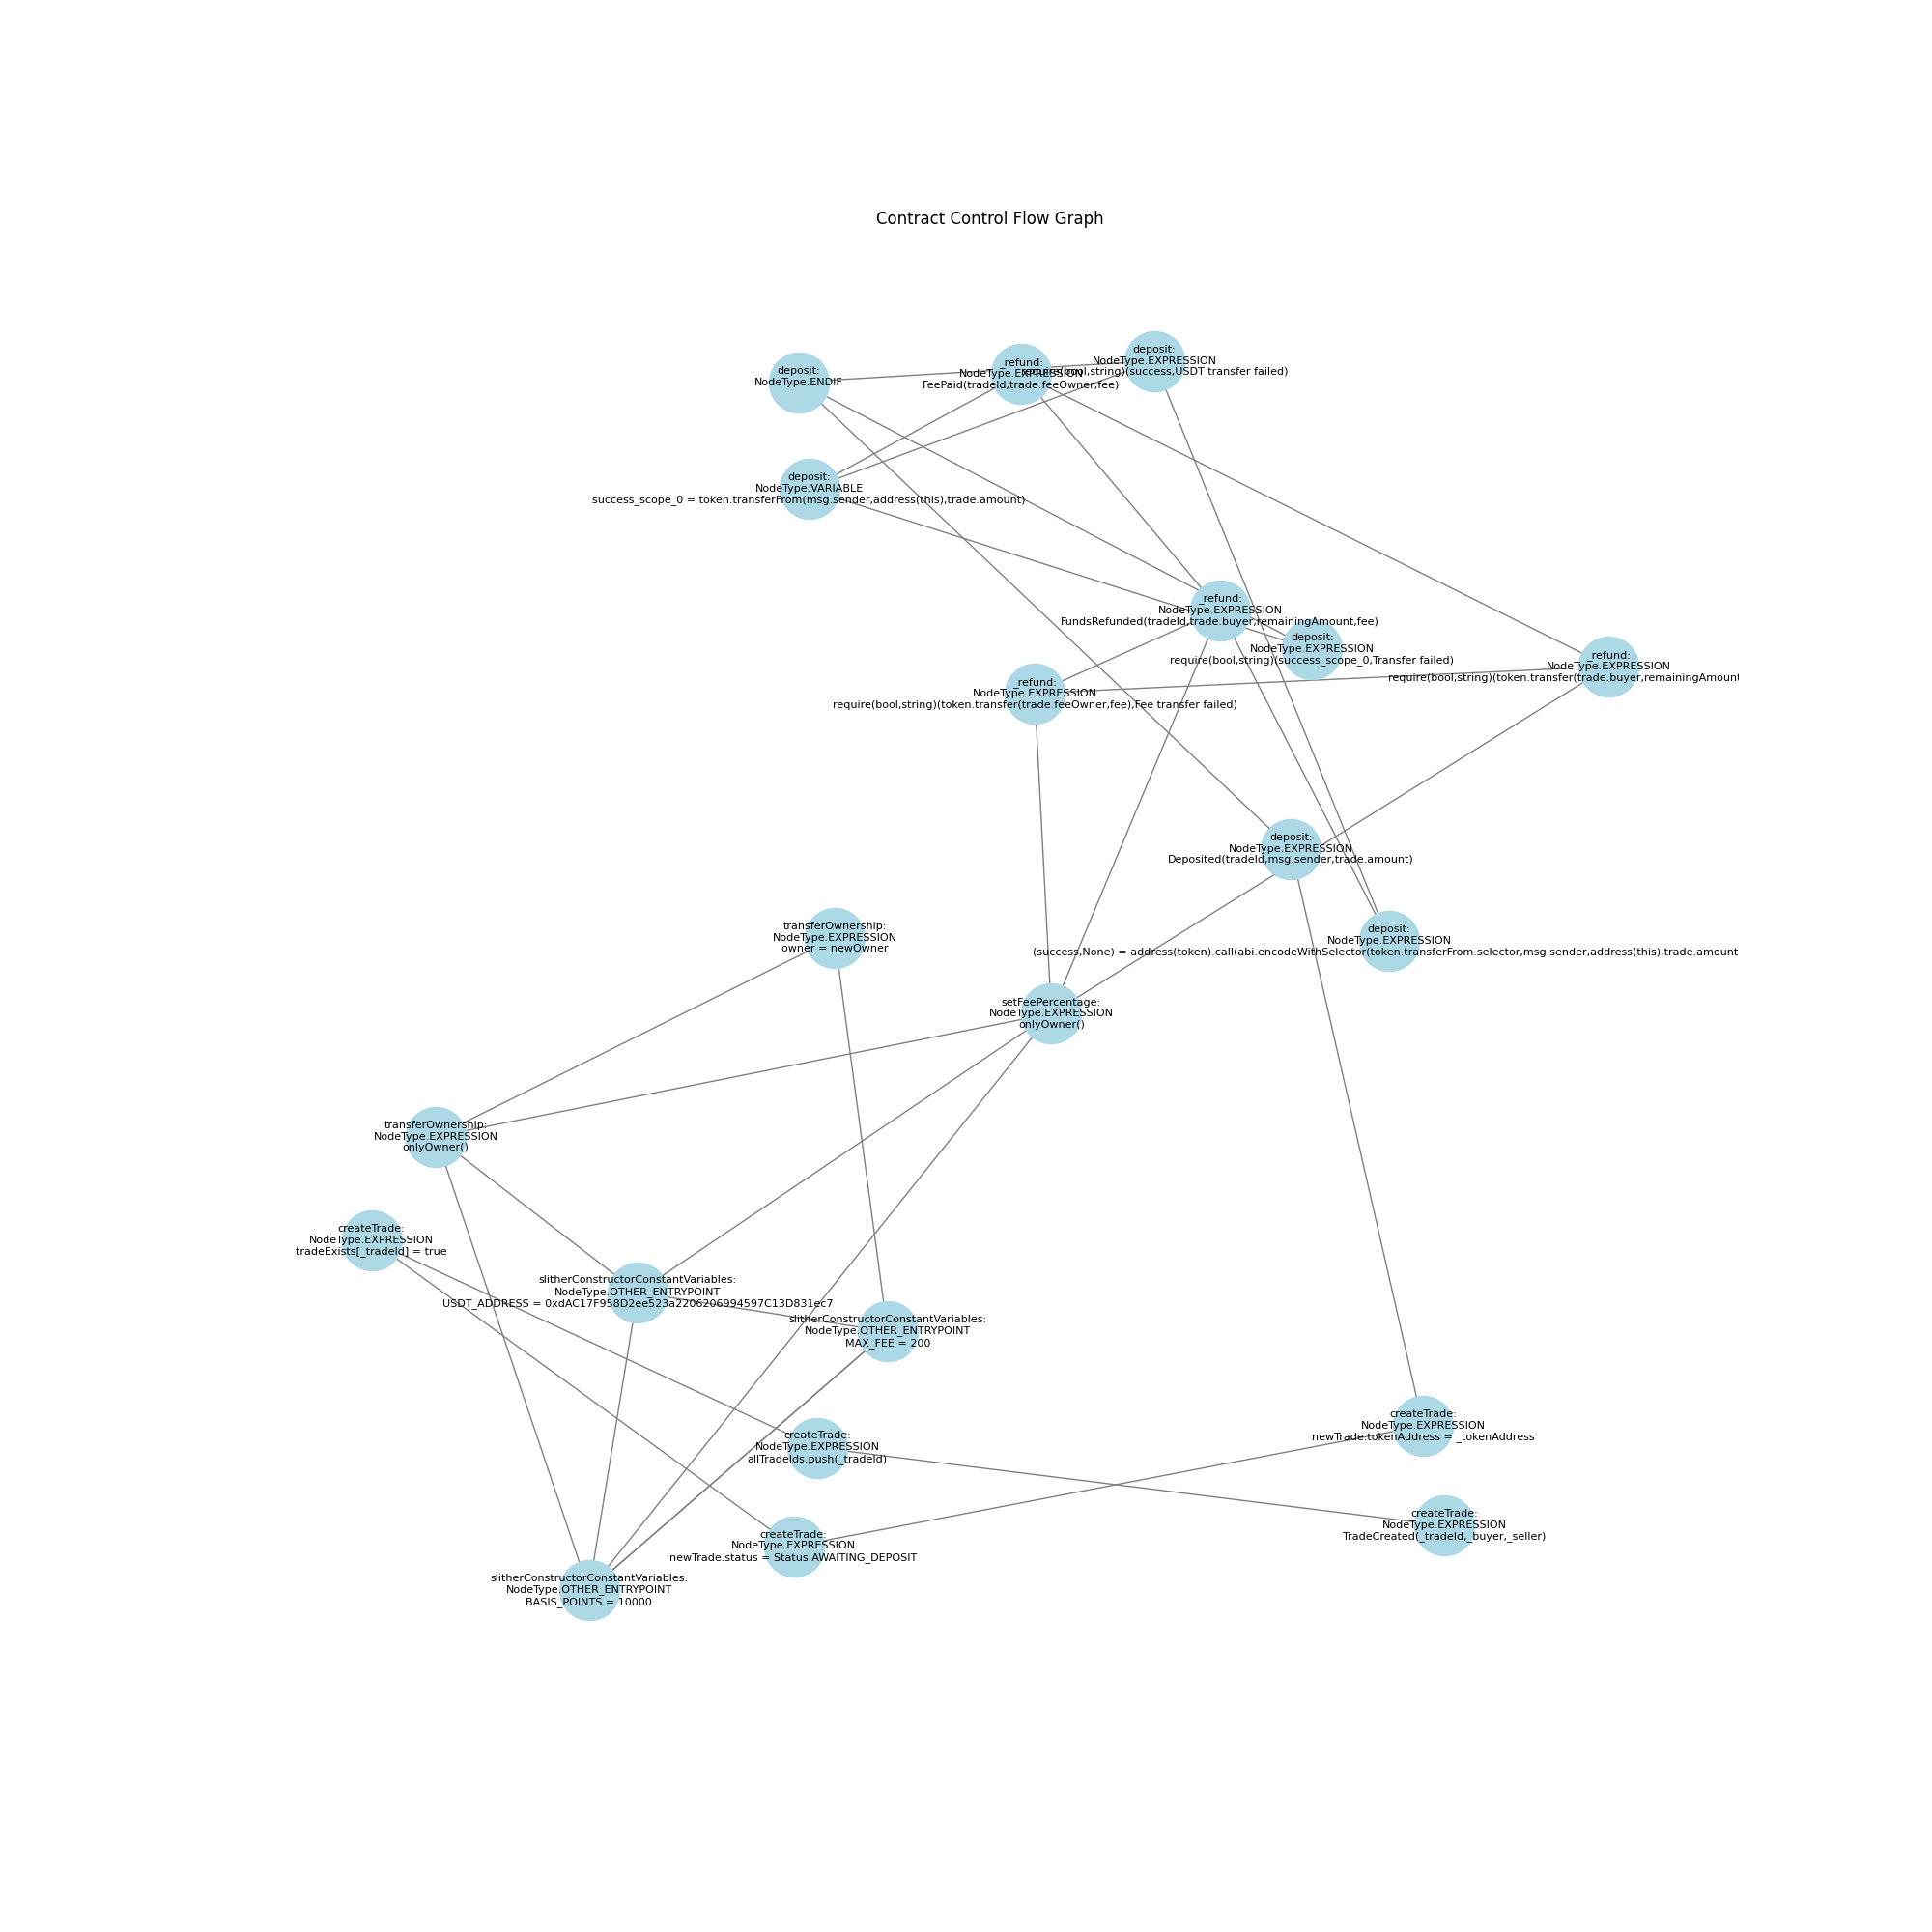 Contract Control Flow Graph
deposit:
NodeType.ENDIF
_refund:
NodeType.EXPRESSION
FeePaid(tradeId,trade.feeOwner,fee)
deposit:
NodeType.EXPRESSION
require(bool,string)(success,USDT transfer failed)
deposit:
NodeType.VARIABLE
success_scope_0 = token.transferFrom(msg.sender,address(this),trade.amount)
_refund:
NodeType.EXPRESSION
FundsRefunded(tradeId,trade.buyer,remainingAmount,fee)
deposit:
NodeType.EXPRESSION
require(bool,string)(success_scope_0,Transfer failed)
_refund:
NodeType.EXPRESSION
require(bool,string)(token.transfer(trade.buyer,remainingAmount
_refund:
NodeType.EXPRESSION
require(bool,string)(token.transfer(trade.feeOwner,fee),Fee transfer failed)
deposit:
NodeType.EXPRESSION
Deposited(tradeId,msg.sender,trade.amount)
transferOwnership:
NodeType.EXPRESSION
owner = newOwner
deposit:
NodeType.EXPRESSION
(success,None) = address(token).call(abi.encodeWithSelector(token.transferFrom.selector,msg.sender,address(this),trade.amount
setFeePercentage:
NodeType.EXPRESSION
onlyOwner()
transferOwnership:
NodeType.EXPRESSION
onlyOwner()
createTrade:
NodeType.EXPRESSION
tradeExists[_tradeId] = true
slitherConstructorConstantVariables:
NodeType.OTHER_ENTRYPOINT
USDT_ADDRESS = 0xdAC17F958D2ee523a2206206994597C13D831ec7
slitherConstructorConstantVariables:
NodeType.OTHER_ENTRYPOINT
MAX_FEE = 200
createTrade:
NodeType.EXPRESSION
newTrade.tokenAddress = _tokenAddress
createTrade:
NodeType.EXPRESSION
allTradeIds.push(_tradeId)
createTrade:
NodeType.EXPRESSION
TradeCreated(_tradeId,_buyer,_seller)
createTrade:
NodeType.EXPRESSION
newTrade.status = Status.AWAITING_DEPOSIT
slitherConstructorConstantVariables:
NodeType.OTHER_ENTRYPOINT
BASIS_POINTS = 10000